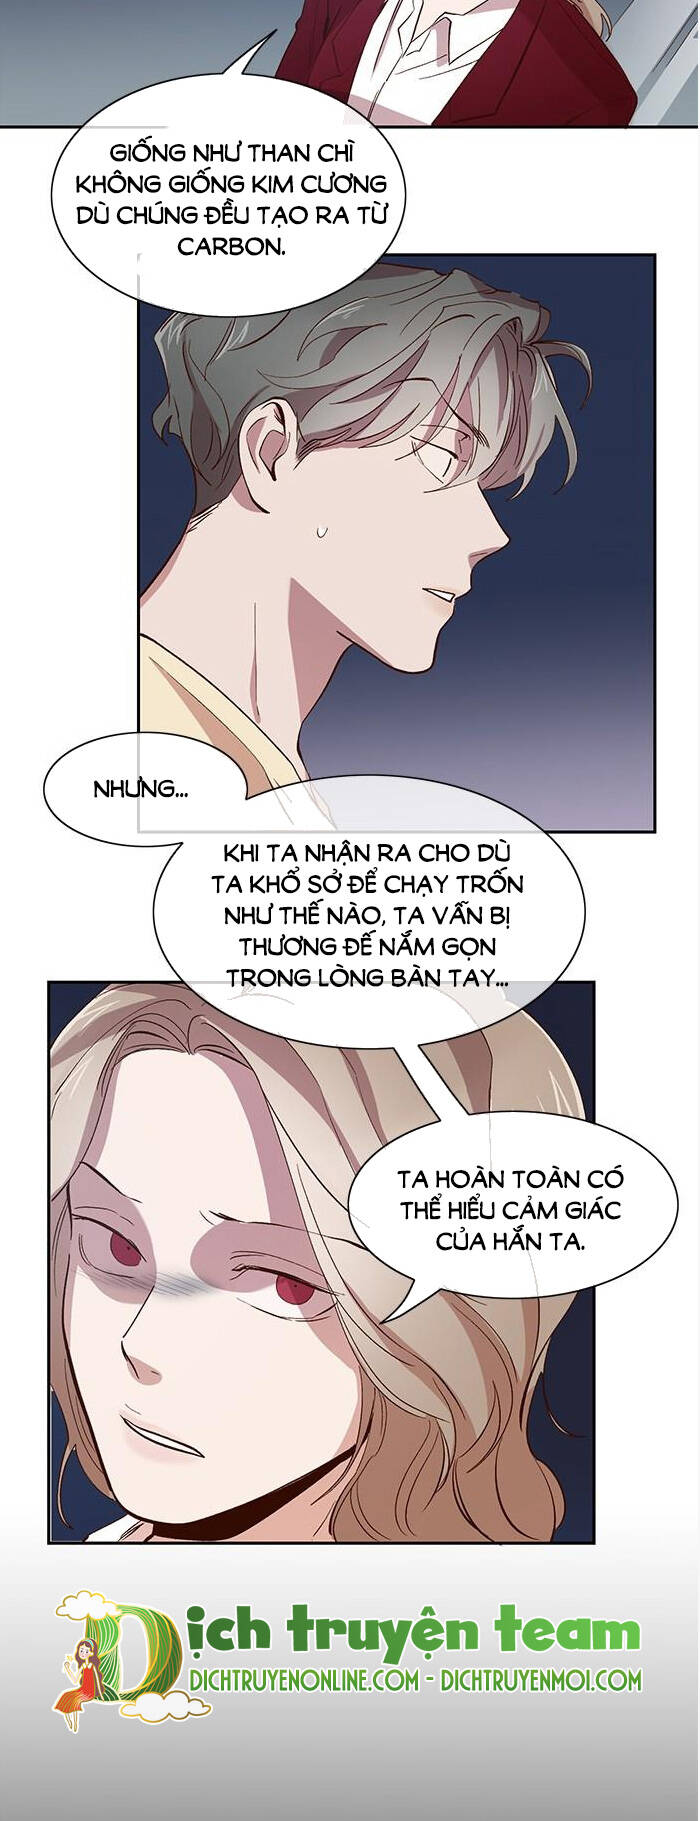 GIỐNG NHƯ THAN CHÌ
KHÔNG GIỐNG KIM CƯƠNG
DÙ CHÚNG ĐỀU TẠO RA TỪ
CARBON.
NHƯNG...
KHI TA NHẬN RA CHO DÙ
TA KHỔ SỞ ĐỂ CHẠY TRỐN
NHƯ THẾ NÀO, TA VẪN BỊ
THƯƠNG ĐẾ NẮM GỌN
TRONG LÒNG BÀN TAY...
TA HOÀN TOÀN CÓ
THỂ HIỂU CẢM GIÁC
CỦA HẮN TA.
Dịch truyện team
DICHTRUYENONLINE.COM - DICHTRUYENMOI.COM